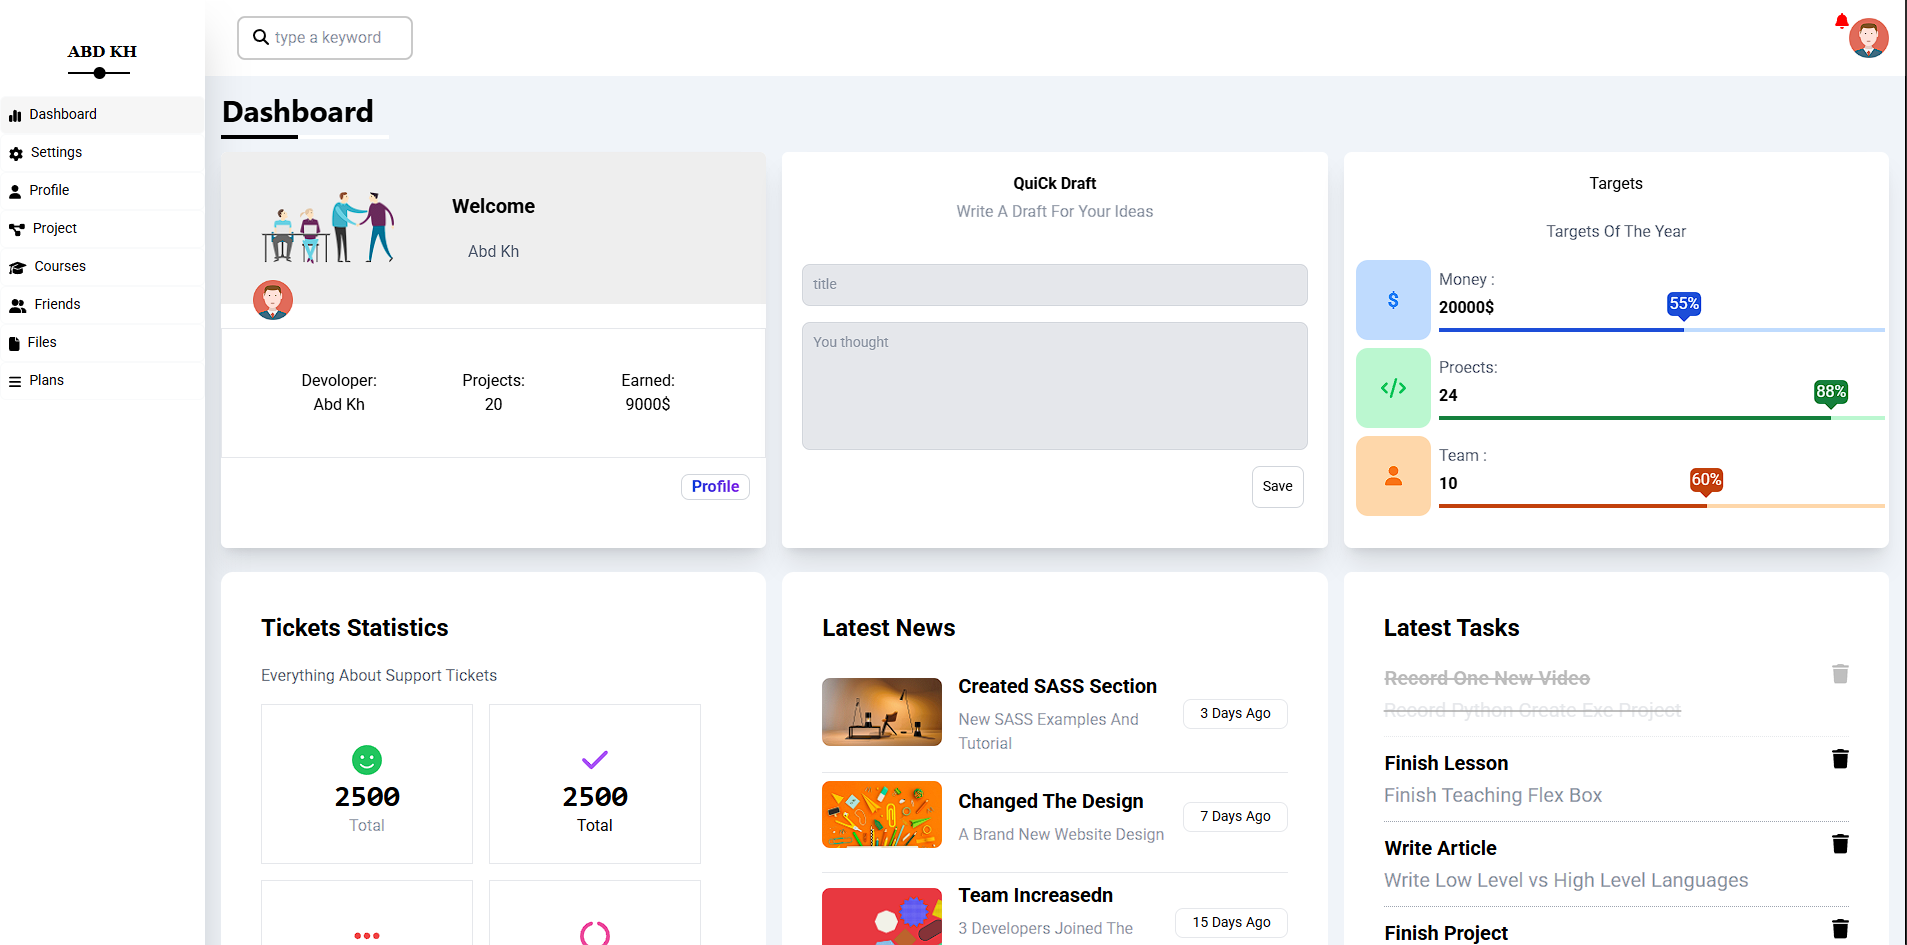 ABD KH
type a keyword
Dashboard
Settings
Profile
Project
Courses
Friends
Files
Plans
Dashboard
Welcome
Abd Kh
Devoloper:
Abd Kh
Projects:
20
Earned:
9000$
Profile
QuiCk Draft
Write A Draft For Your Ideas
title
You thought
Save
Targets
Targets Of The Year
$
Money :
20000$
55%
</>
Proects:
24
88%
Team :
10
60%
Tickets Statistics
Everything About Support Tickets
2500
Total
2500
Total
Latest News
Created SASS Section
New SASS Examples And
Tutorial
3 Days Ago
Changed The Design
A Brand New Website Design
7 Days Ago
Team Increasedn
3 Developers Joined The
15 Days Ago
Latest Tasks
Record One New Video
Record Python Create Exe Project
Finish Lesson
Finish Teaching Flex Box
Write Article
Write Low Level vs High Level Languages
Finish Project